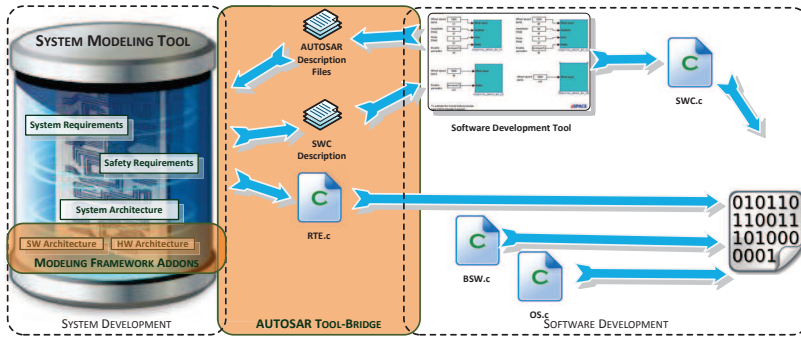 SYSTEM MODELING TOOL
System Requirements
Safety Requirements
System Architecture
SW Architecture
HW Architecture
MODELING FRAMEWORK ADDONS
SYSTEM DEVELOPMENT
AUTOSAR
Description
Files
SWC
Description
C
RTE.c
AUTOSAR TOOL-BRIDGE
Software Development Tool
C
SWC.c
C
BSW.c
C
OS.c
010110
110011
101000
0001
SOFTWARE DEVELOPMENT